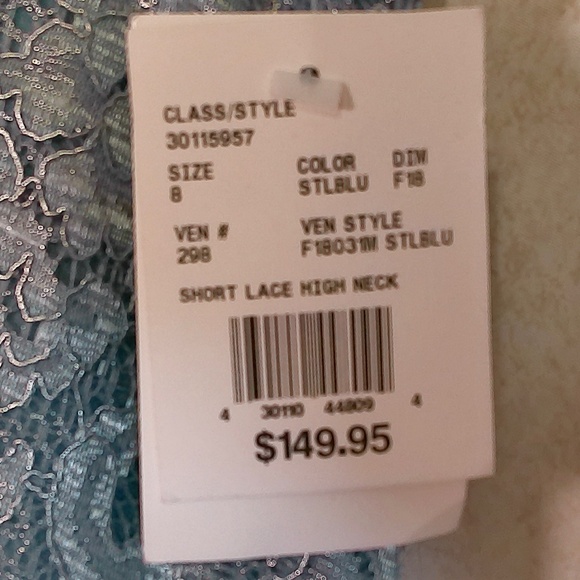 CLASS/STYLE
30115957
SIZE COLOR DIM
8 STLBLU F18
VEN # VEN STYLE
298 F18031W STLBLU
SHORT LACE HIGH NECK
4 30110 44809 4
$149.95